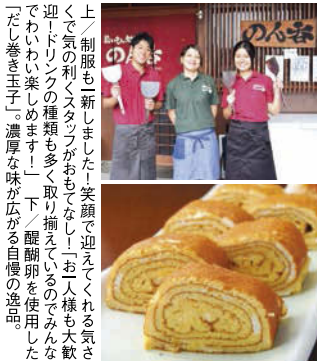 上／制服も一新しました！笑顔で迎えてくれる気さ
くで気の利くスタッフがおもてなし！「お一人様も大歓
迎！ドリンクの種類も多く取り揃えているのでみんな
でわいわい楽しめます！」　下／醍醐卵を使用した
「だし巻き玉子」。濃厚な味が広がる自慢の逸品。
のん呑